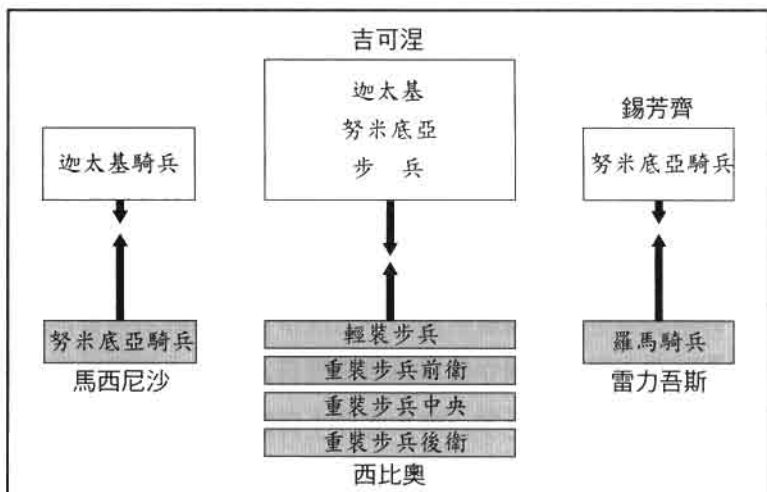 吉可涅
迦太基
努米底亞
步 兵
迦太基騎兵
錫芳齊
努米底亞騎兵
努米底亞騎兵
馬西尼沙
輕裝步兵
重裝步兵前衛
重裝步兵中央
重裝步兵後衛
西比奧
羅馬騎兵
雷力吾斯